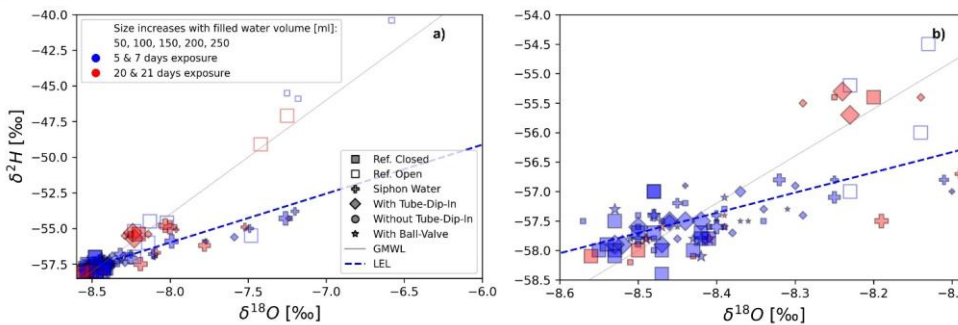 −40.0
−42.5
−45.0
−47.5
−50.0
−52.5
−55.0
−57.5
δ²H [‰]
Size increases with filled water volume [ml]:
50, 100, 150, 200, 250
5 & 7 days exposure
20 & 21 days exposure
a)
Ref. Closed
Ref. Open
Siphon Water
With Tube-Dip-In
Without Tube-Dip-In
With Ball-Valve
GMWL
LEL
−8.5 −8.0 −7.5 −7.0 −6.5 −6.0
δ¹⁸O [‰]
−54.0
−54.5
−55.0
−55.5
−56.0
−56.5
−57.0
−57.5
−58.0
−58.5
b)
−8.6 −8.5 −8.4 −8.3 −8.2
δ¹⁸O [‰]